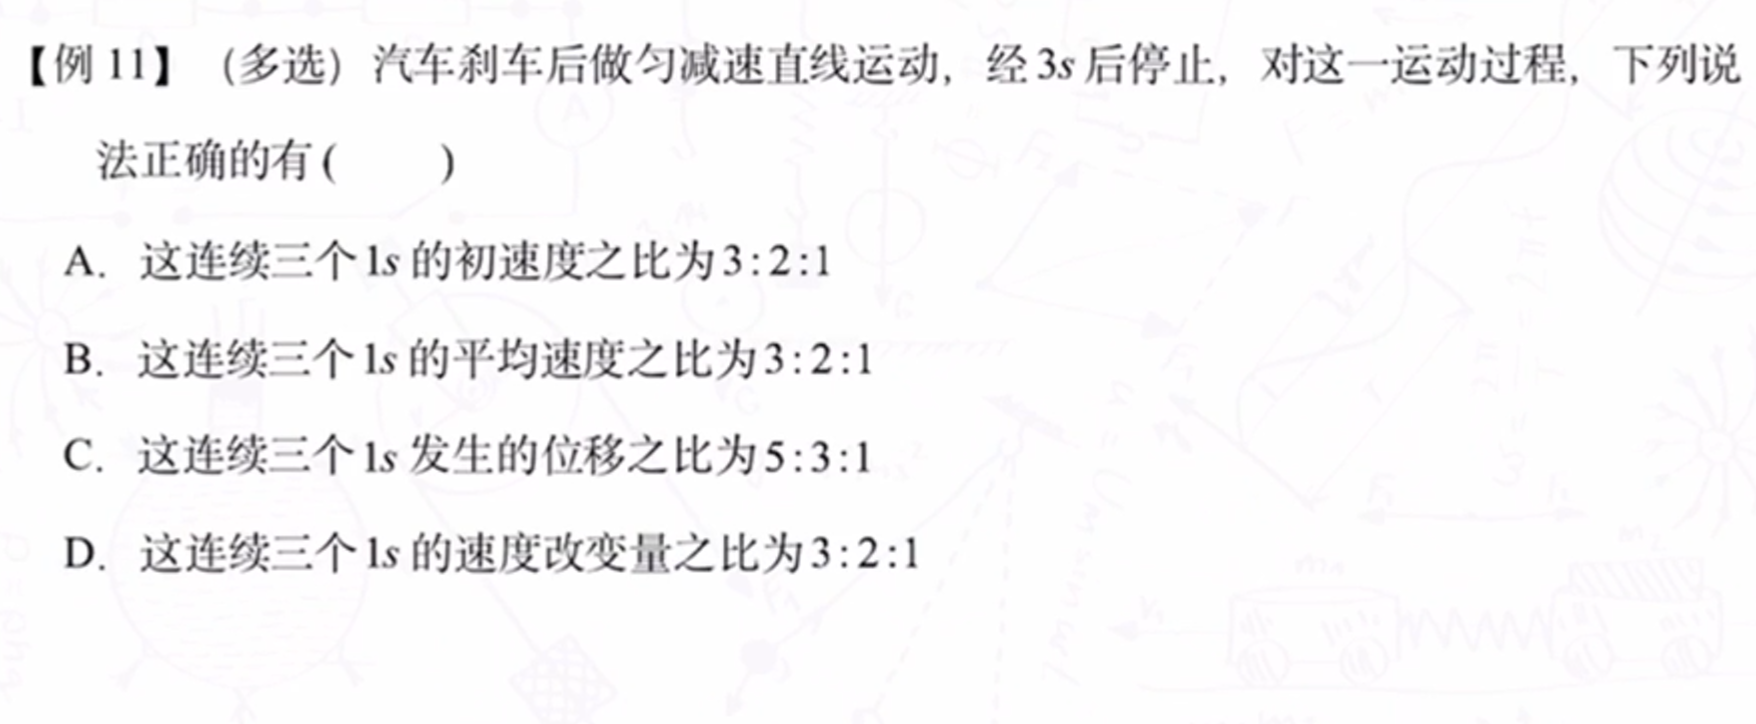 【例 11】（多选）汽车刹车后做匀减速直线运动，经 3s 后停止，对这一运动过程，下列说
法正确的有(　　)
A. 这连续三个 1s 的初速度之比为 3:2:1
B. 这连续三个 1s 的平均速度之比为 3:2:1
C. 这连续三个 1s 发生的位移之比为 5:3:1
D. 这连续三个 1s 的速度改变量之比为 3:2:1